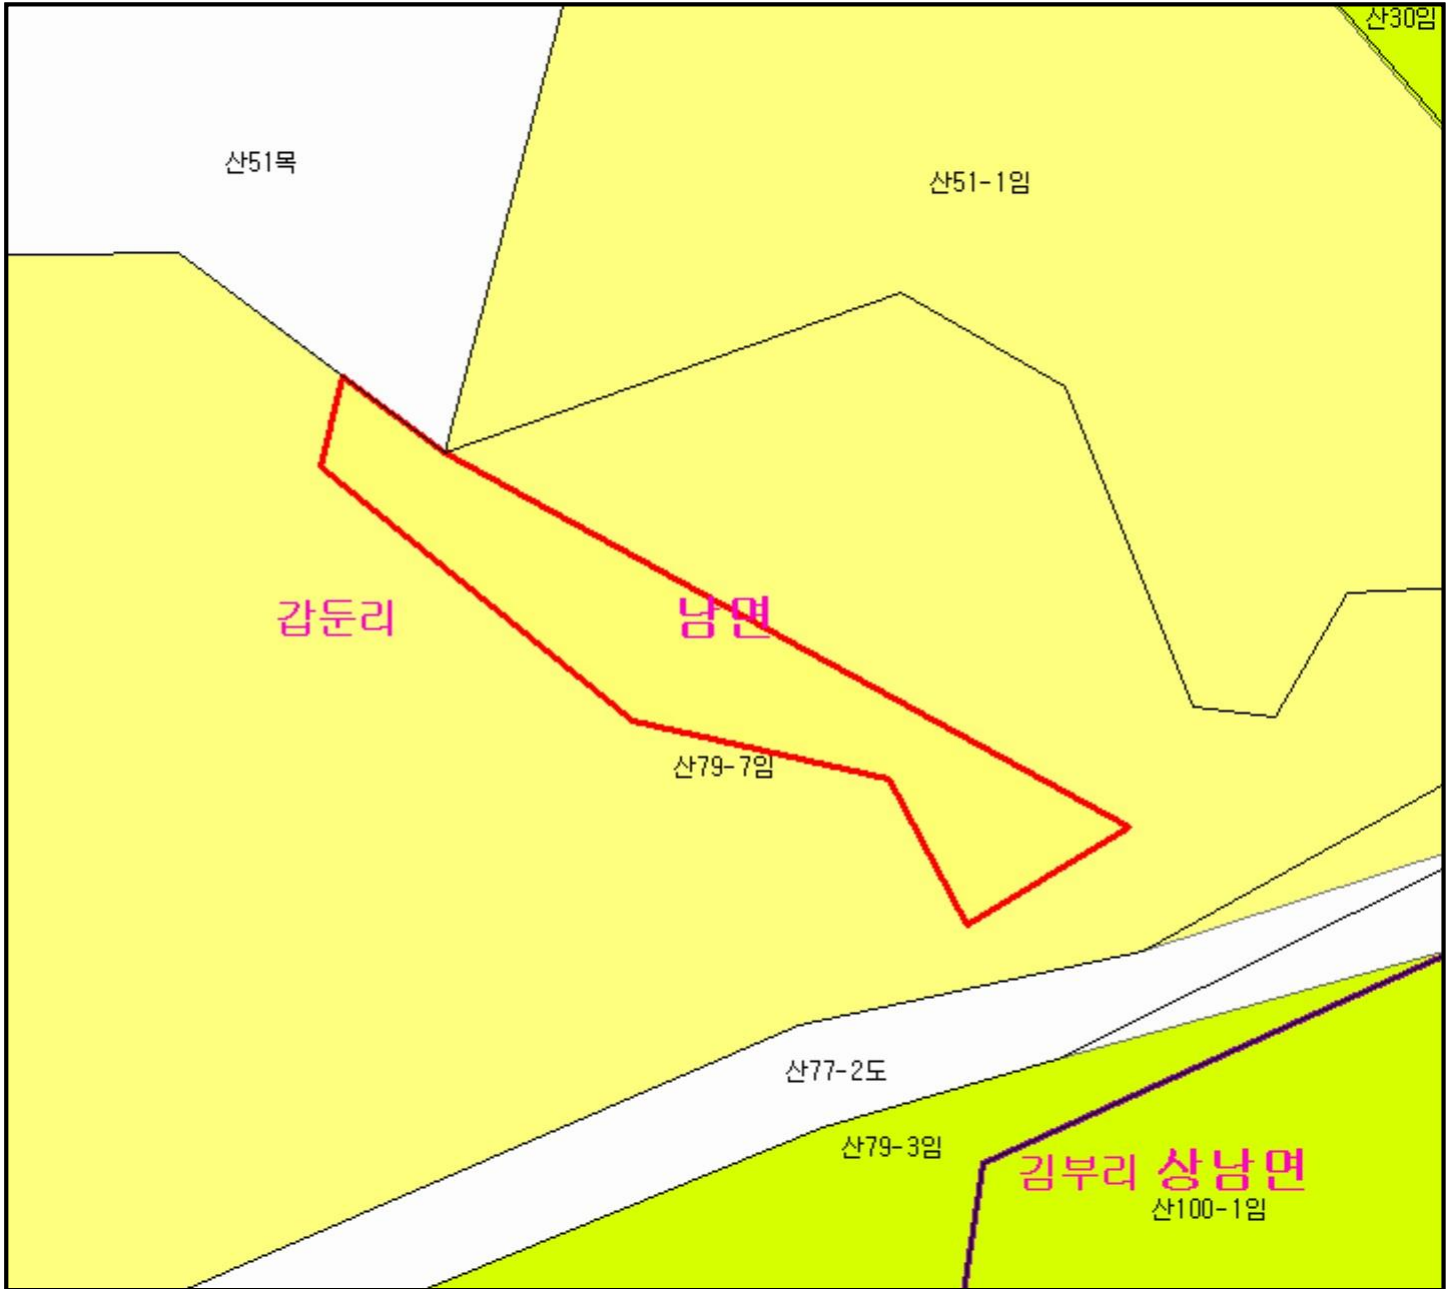 산30임
산51목
산51-1임
갑둔리
남면
산79-7임
산77-2도
산79-3임
김부리 상남면
산100-1임